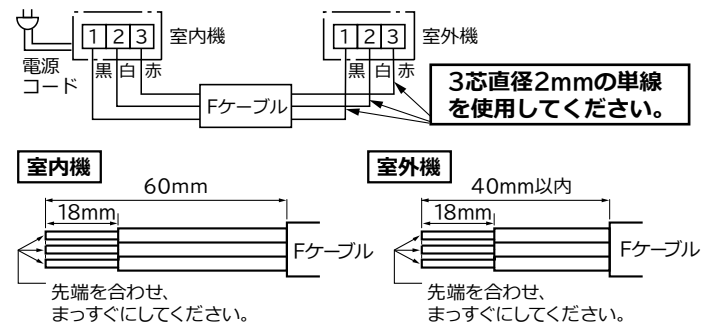 1 2 3 室内機
1 2 3 室外機
電源
コード
黒 白 赤
黒 白 赤
Fケーブル
3芯直径2mmの単線
を使用してください。
室内機
60mm
18mm
Fケーブル
先端を合わせ、
まっすぐにしてください。
室外機
40mm以内
18mm
Fケーブル
先端を合わせ、
まっすぐにしてください。